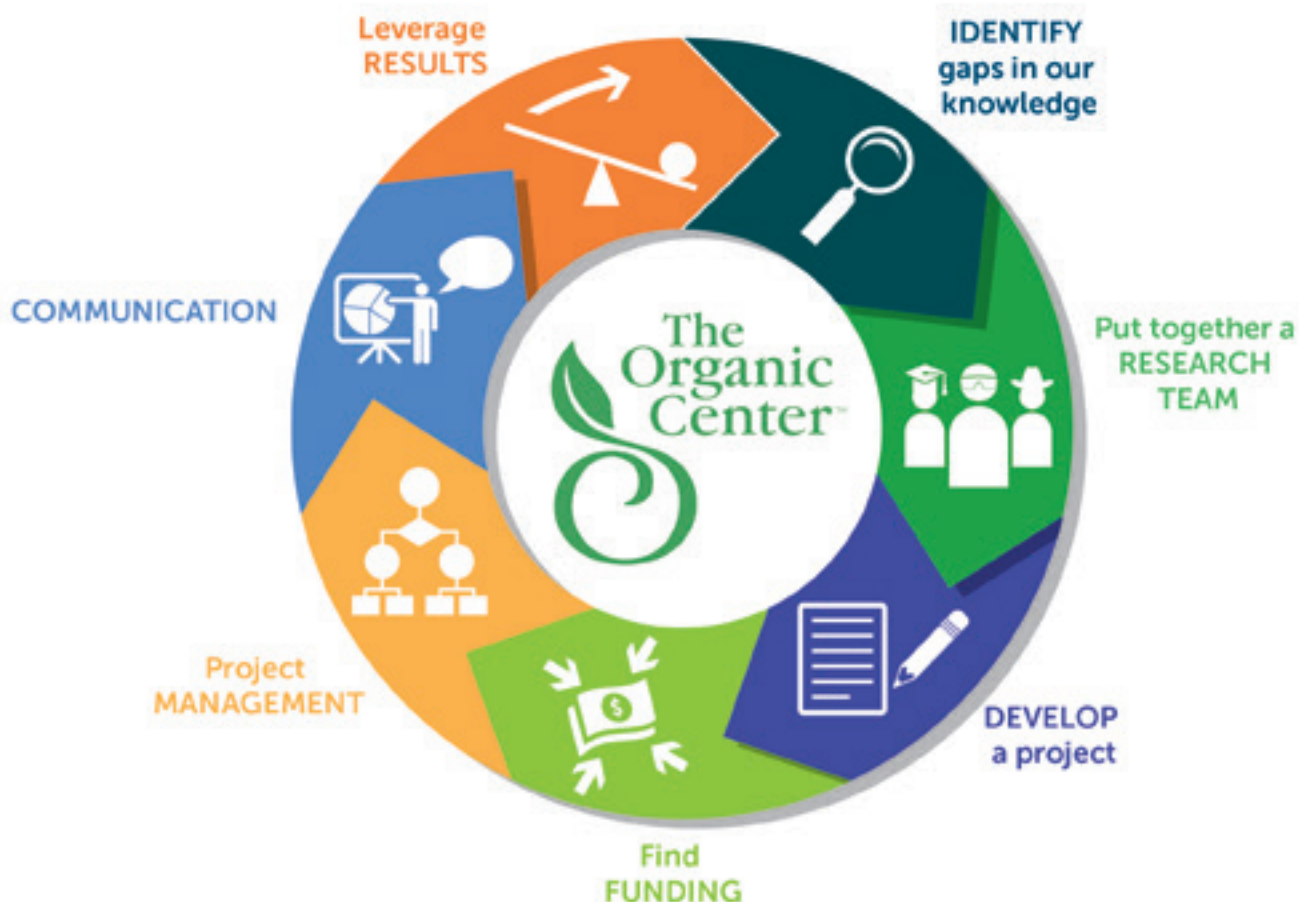 Leverage
RESULTS
IDENTIFY
gaps in our
knowledge
COMMUNICATION
The
Organic
Center™
Put together a
RESEARCH
TEAM
Project
MANAGEMENT
$
DEVELOP
a project
Find
FUNDING